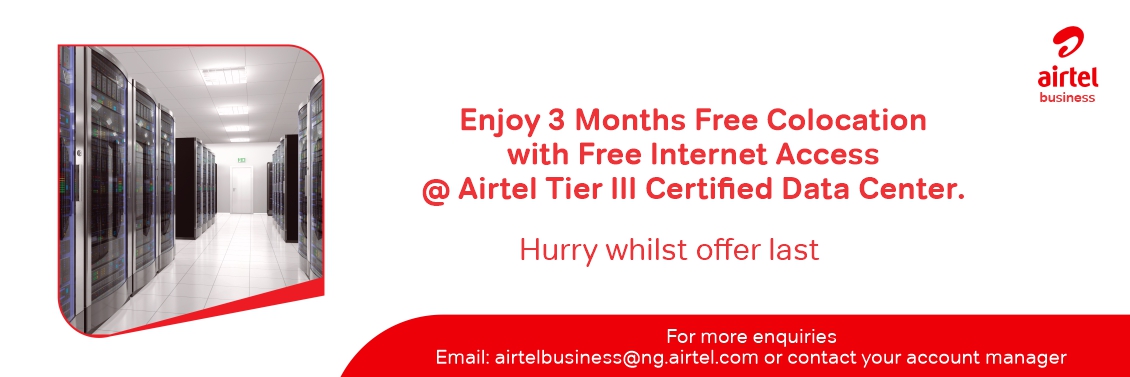 airtel
business
Enjoy 3 Months Free Colocation
with Free Internet Access
@ Airtel Tier III Certified Data Center.
Hurry whilst offer last
For more enquiries
Email: airtelbusiness@ng.airtel.com or contact your account manager